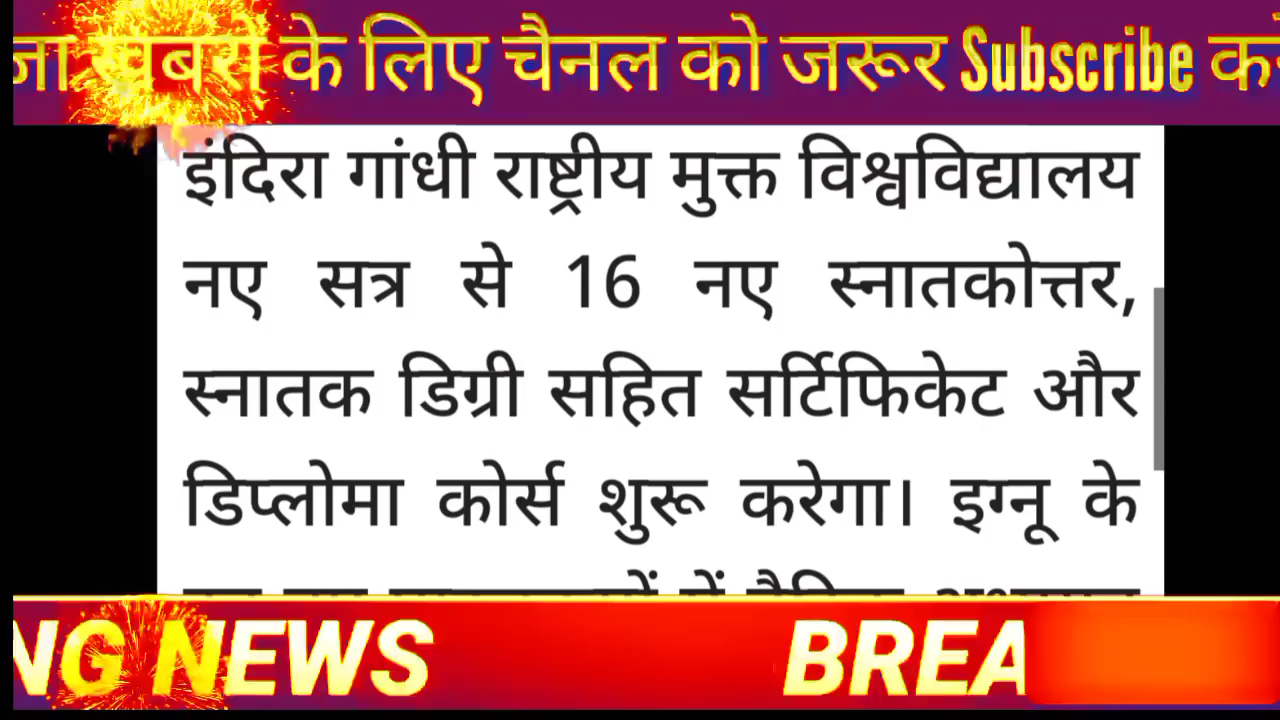 के लिए चैनल को जरूर Subscribe
इंदिरा गांधी राष्ट्रीय मुक्त विश्वविद्यालय
नए सत्र से 16 नए स्नातकोत्तर,
स्नातक डिग्री सहित सर्टिफिकेट और
डिप्लोमा कोर्स शुरू करेगा। इग्नू के
NG NEWS BREA